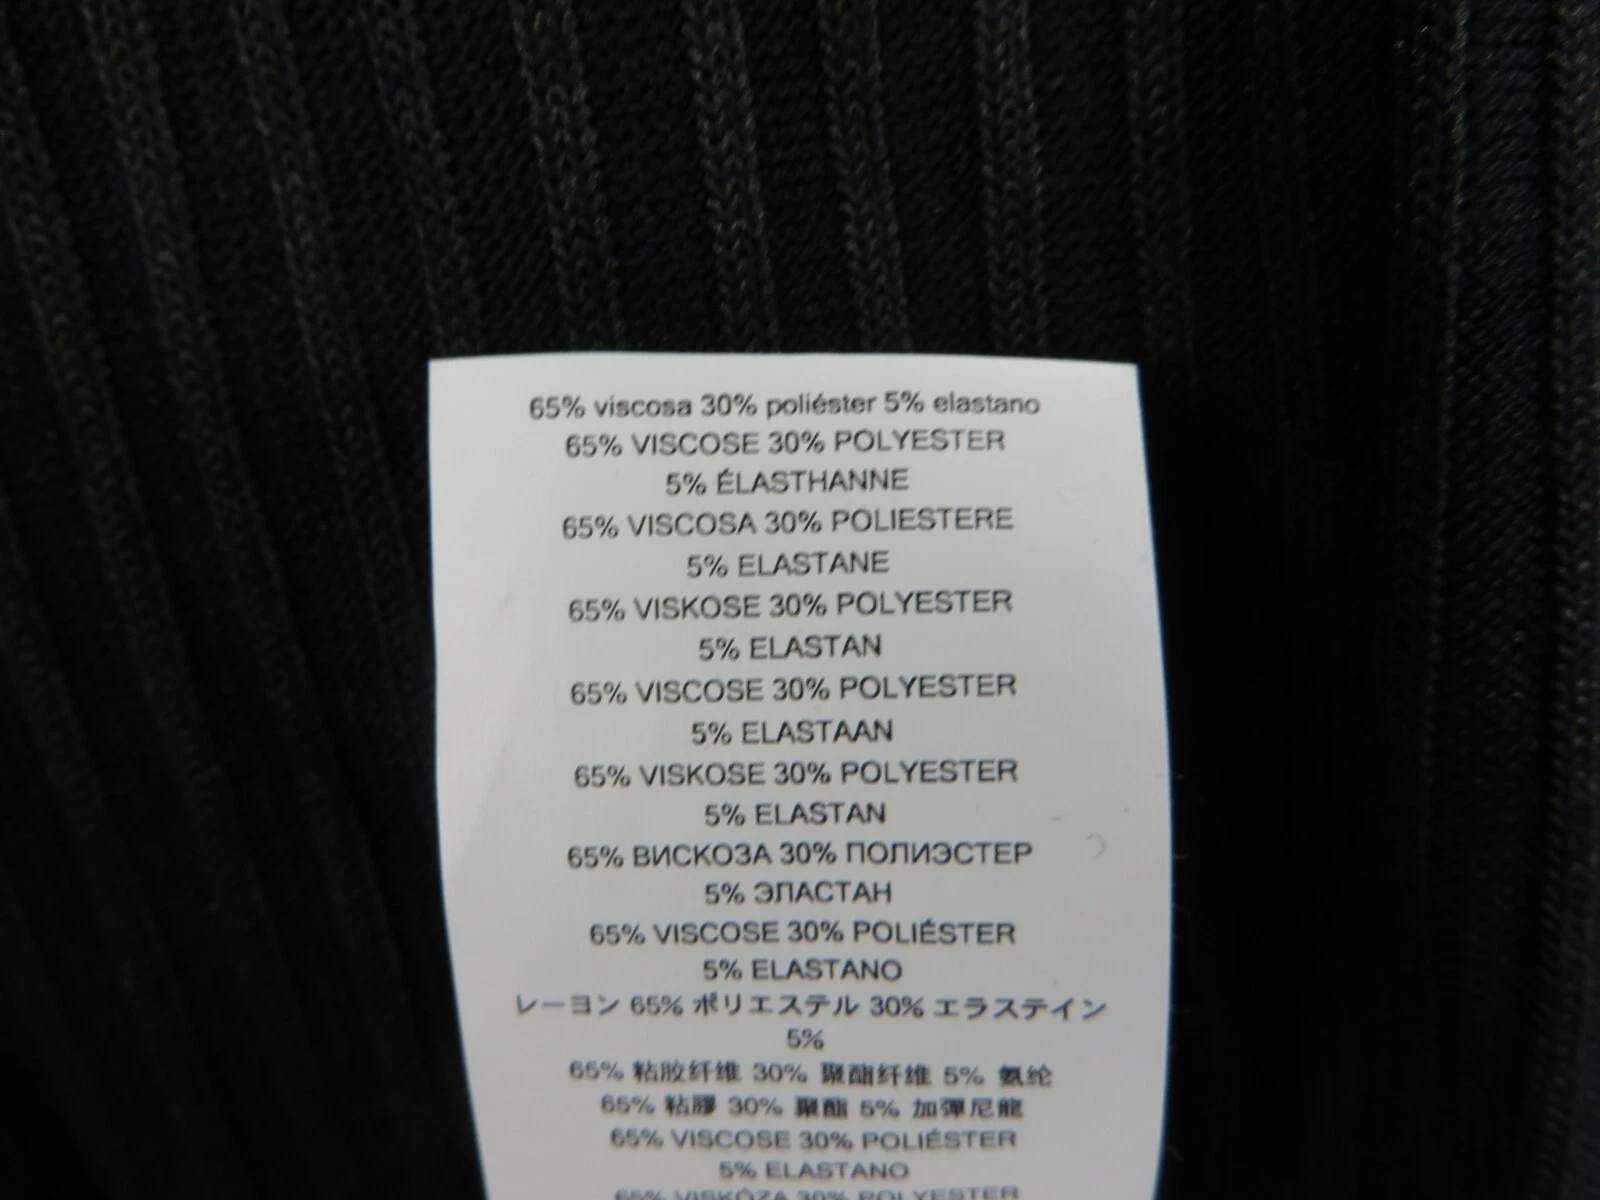 65% viscosa 30% poliéster 5% elastano
65% VISCOSE 30% POLYESTER
5% ÉLASTHANNE
65% VISCOSA 30% POLIESTERE
5% ELASTANE
65% VISKOSE 30% POLYESTER
5% ELASTAN
65% VISCOSE 30% POLYESTER
5% ELASTAAN
65% VISKOSE 30% POLYESTER
5% ELASTAN
65% ВИСКОЗА 30% ПОЛИЭСТЕР
5% ЭЛАСТАН
65% VISCOSE 30% POLIÉSTER
5% ELASTANO
レーヨン 65% ポリエステル 30% エラステイン
5%
65% 粘胶纤维 30% 聚酯纤维 5% 氨纶
65% 粘膠 30% 聚酯 5% 加彈尼龍
65% VISCOSE 30% POLIÉSTER
5% ELASTANO
65% VISKÓZA 30% POLYESTER